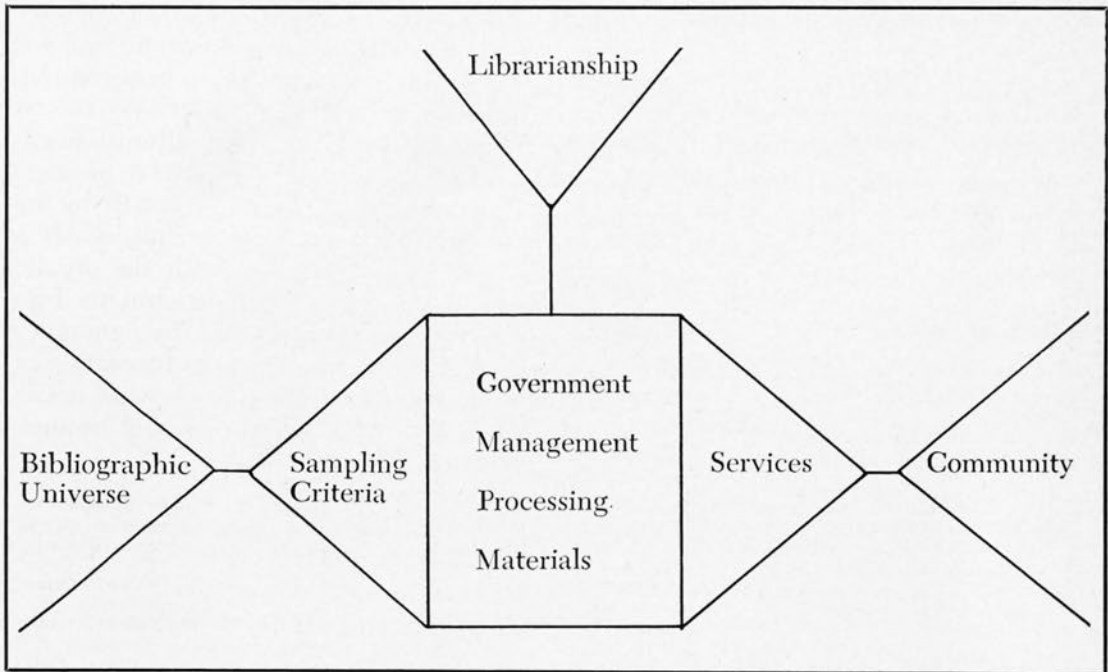 Librarianship
Government
Management
Processing
Materials
Bibliographic
Universe
Sampling
Criteria
Services
Community